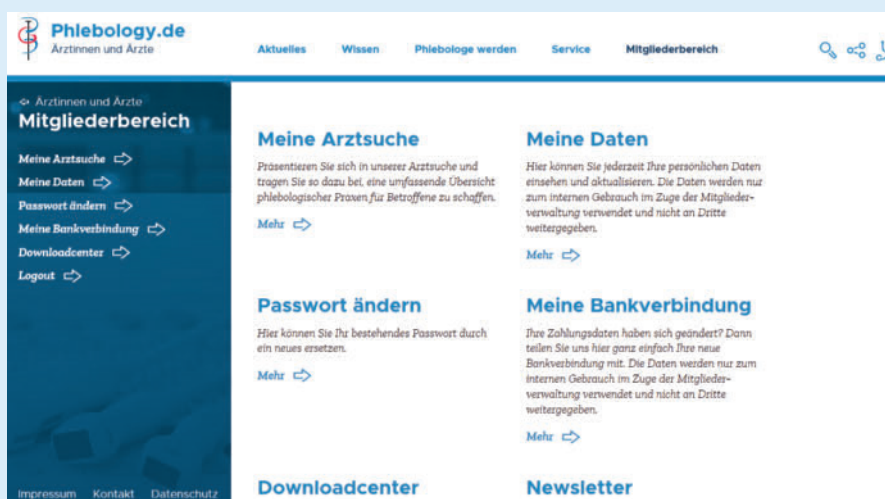 Phlebology.de
Ärztinnen und Ärzte
Aktuelles Wissen Phlebologe werden Service Mitgliederbereich
Ärztinnen und Ärzte
Mitgliederbereich
Meine Arztsuche
Meine Daten
Passwort ändern
Meine Bankverbindung
Downloadcenter
Logout
Impressum Kontakt Datenschutz
Meine Arztsuche
Präsentieren Sie sich in unserer Arztsuche und
tragen Sie so dazu bei, eine umfassende Übersicht
phlebologischer Praxen für Betroffene zu schaffen.
Mehr
Meine Daten
Hier können Sie jederzeit Ihre persönlichen Daten
einsehen und aktualisieren. Die Daten werden nur
zum internen Gebrauch im Zuge der Mitglieder-
verwaltung verwendet und nicht an Dritte
weitergegeben.
Mehr
Passwort ändern
Hier können Sie Ihr bestehendes Passwort durch
ein neues ersetzen.
Mehr
Meine Bankverbindung
Ihre Zahlungsdaten haben sich geändert? Dann
teilen Sie uns hier ganz einfach Ihre neue
Bankverbindung mit. Die Daten werden nur zum
internen Gebrauch im Zuge der Mitglieder-
verwaltung verwendet und nicht an Dritte
weitergegeben.
Mehr
Downloadcenter
Newsletter